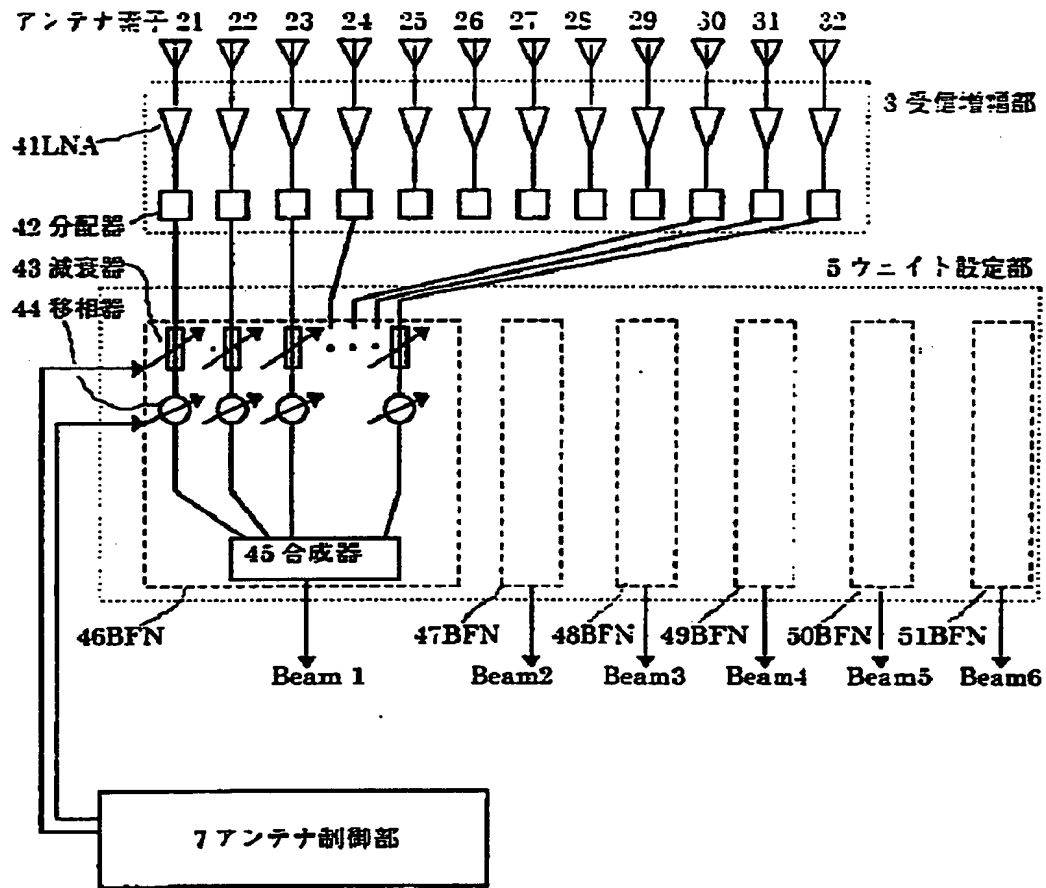 アンテナ素子 21 22 23 24 25 26 27 28 29 30 31 32
3 受信増幅部
41LNA
42 分配器
43 減衰器
5 ウェイト設定部
44 移相器
45 合成器
46BFN 47BFN 48BFN 49BFN 50BFN 51BFN
Beam 1 Beam2 Beam3 Beam4 Beam5 Beam6
7 アンテナ制御部